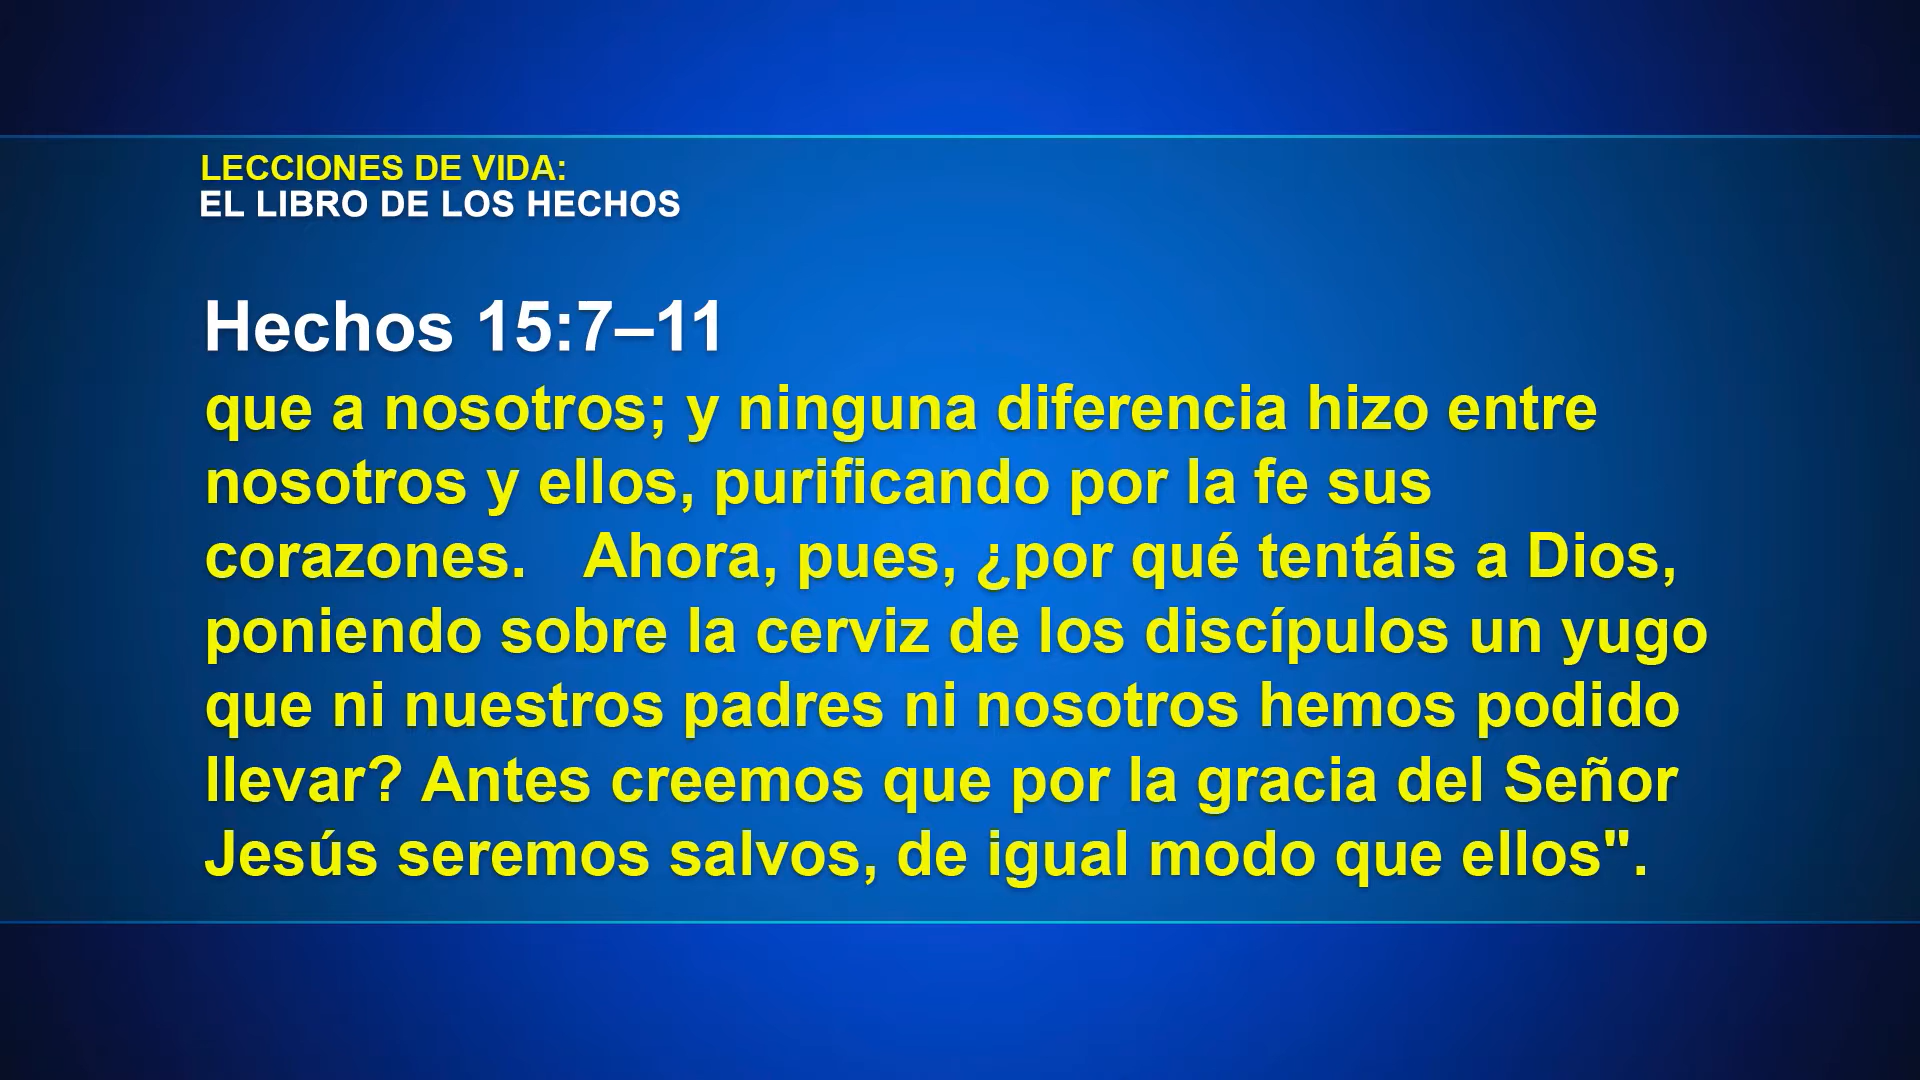 LECCIONES DE VIDA:
EL LIBRO DE LOS HECHOS
Hechos 15:7–11
que a nosotros; y ninguna diferencia hizo entre
nosotros y ellos, purificando por la fe sus
corazones. Ahora, pues, ¿por qué tentáis a Dios,
poniendo sobre la cerviz de los discípulos un yugo
que ni nuestros padres ni nosotros hemos podido
llevar? Antes creemos que por la gracia del Señor
Jesús seremos salvos, de igual modo que ellos".